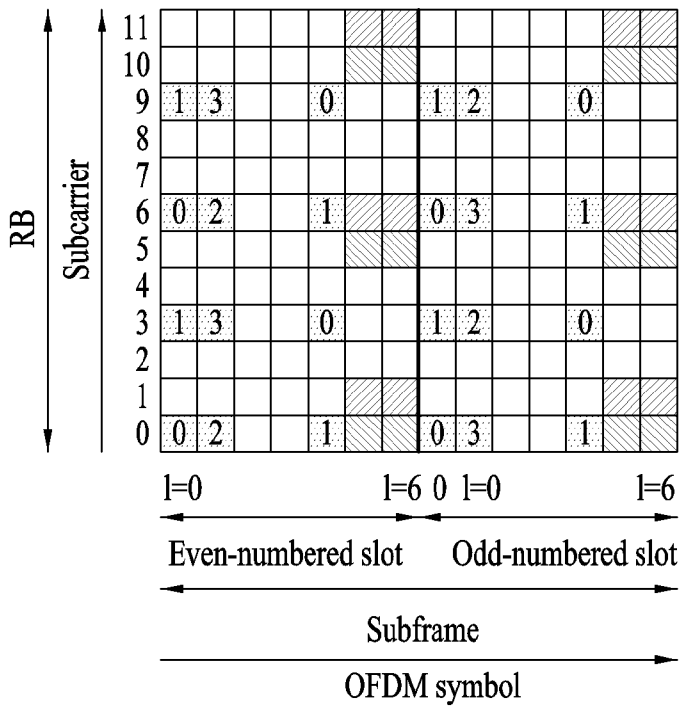 11
10
9 1 3 0 1 2 0
8
7
6 0 2 1 0 3 1
5
4
3 1 3 0 1 2 0
2
1
0 0 2 1 0 3 1
RB
Subcarrier
l=0 l=6 0 l=0 l=6
Even-numbered slot Odd-numbered slot
Subframe
OFDM symbol